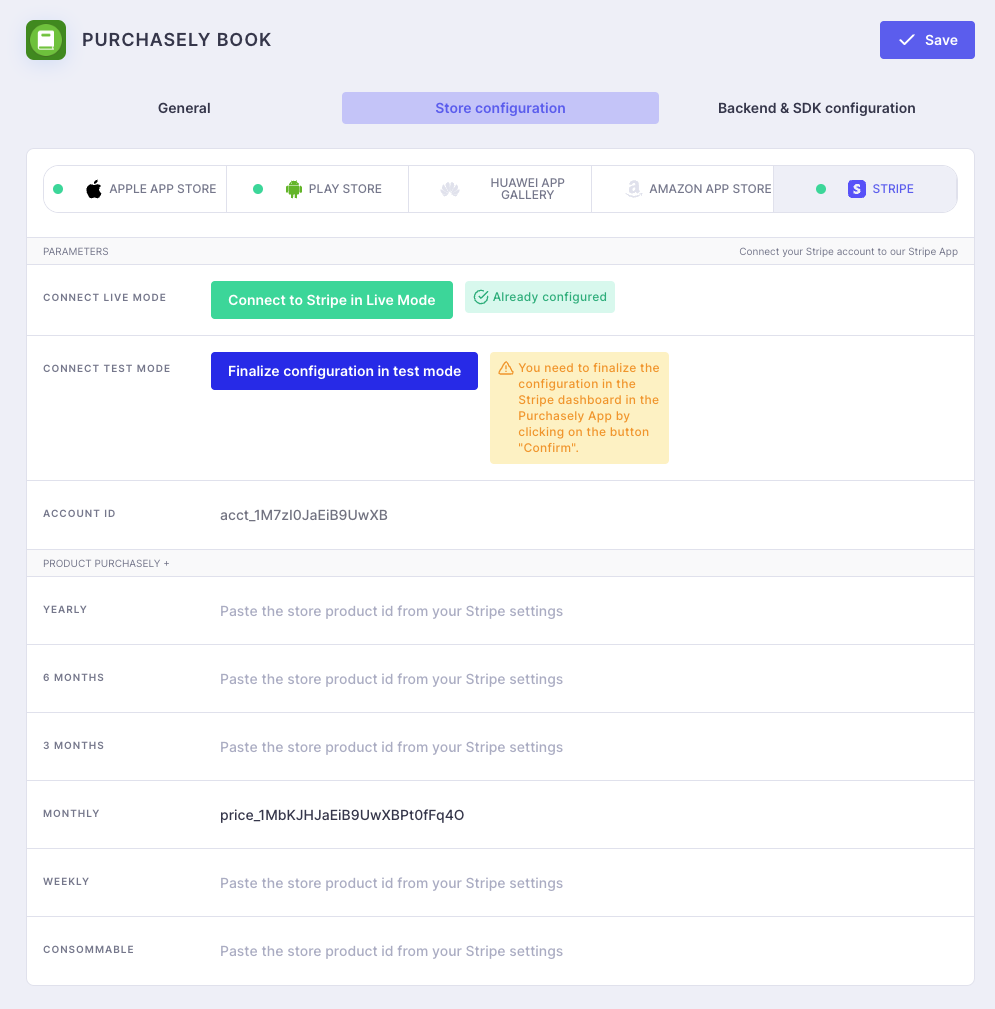 PURCHASELY BOOK
Save
General
Store configuration
Backend & SDK configuration
APPLE APP STORE
PLAY STORE
HUAWEI APP
GALLERY
AMAZON APP STORE
STRIPE
PARAMETERS
Connect your Stripe account to our Stripe App
CONNECT LIVE MODE
Connect to Stripe in Live Mode
Already configured
CONNECT TEST MODE
Finalize configuration in test mode
You need to finalize the
configuration in the
Stripe dashboard in the
Purchasely App by
clicking on the button
"Confirm".
ACCOUNT ID
acct_1M7zI0JaEiB9UwXB
PRODUCT PURCHASELY +
YEARLY
Paste the store product id from your Stripe settings
6 MONTHS
Paste the store product id from your Stripe settings
3 MONTHS
Paste the store product id from your Stripe settings
MONTHLY
price_1MbKJHJaEiB9UwXBPt0fFq4O
WEEKLY
Paste the store product id from your Stripe settings
CONSOMMABLE
Paste the store product id from your Stripe settings